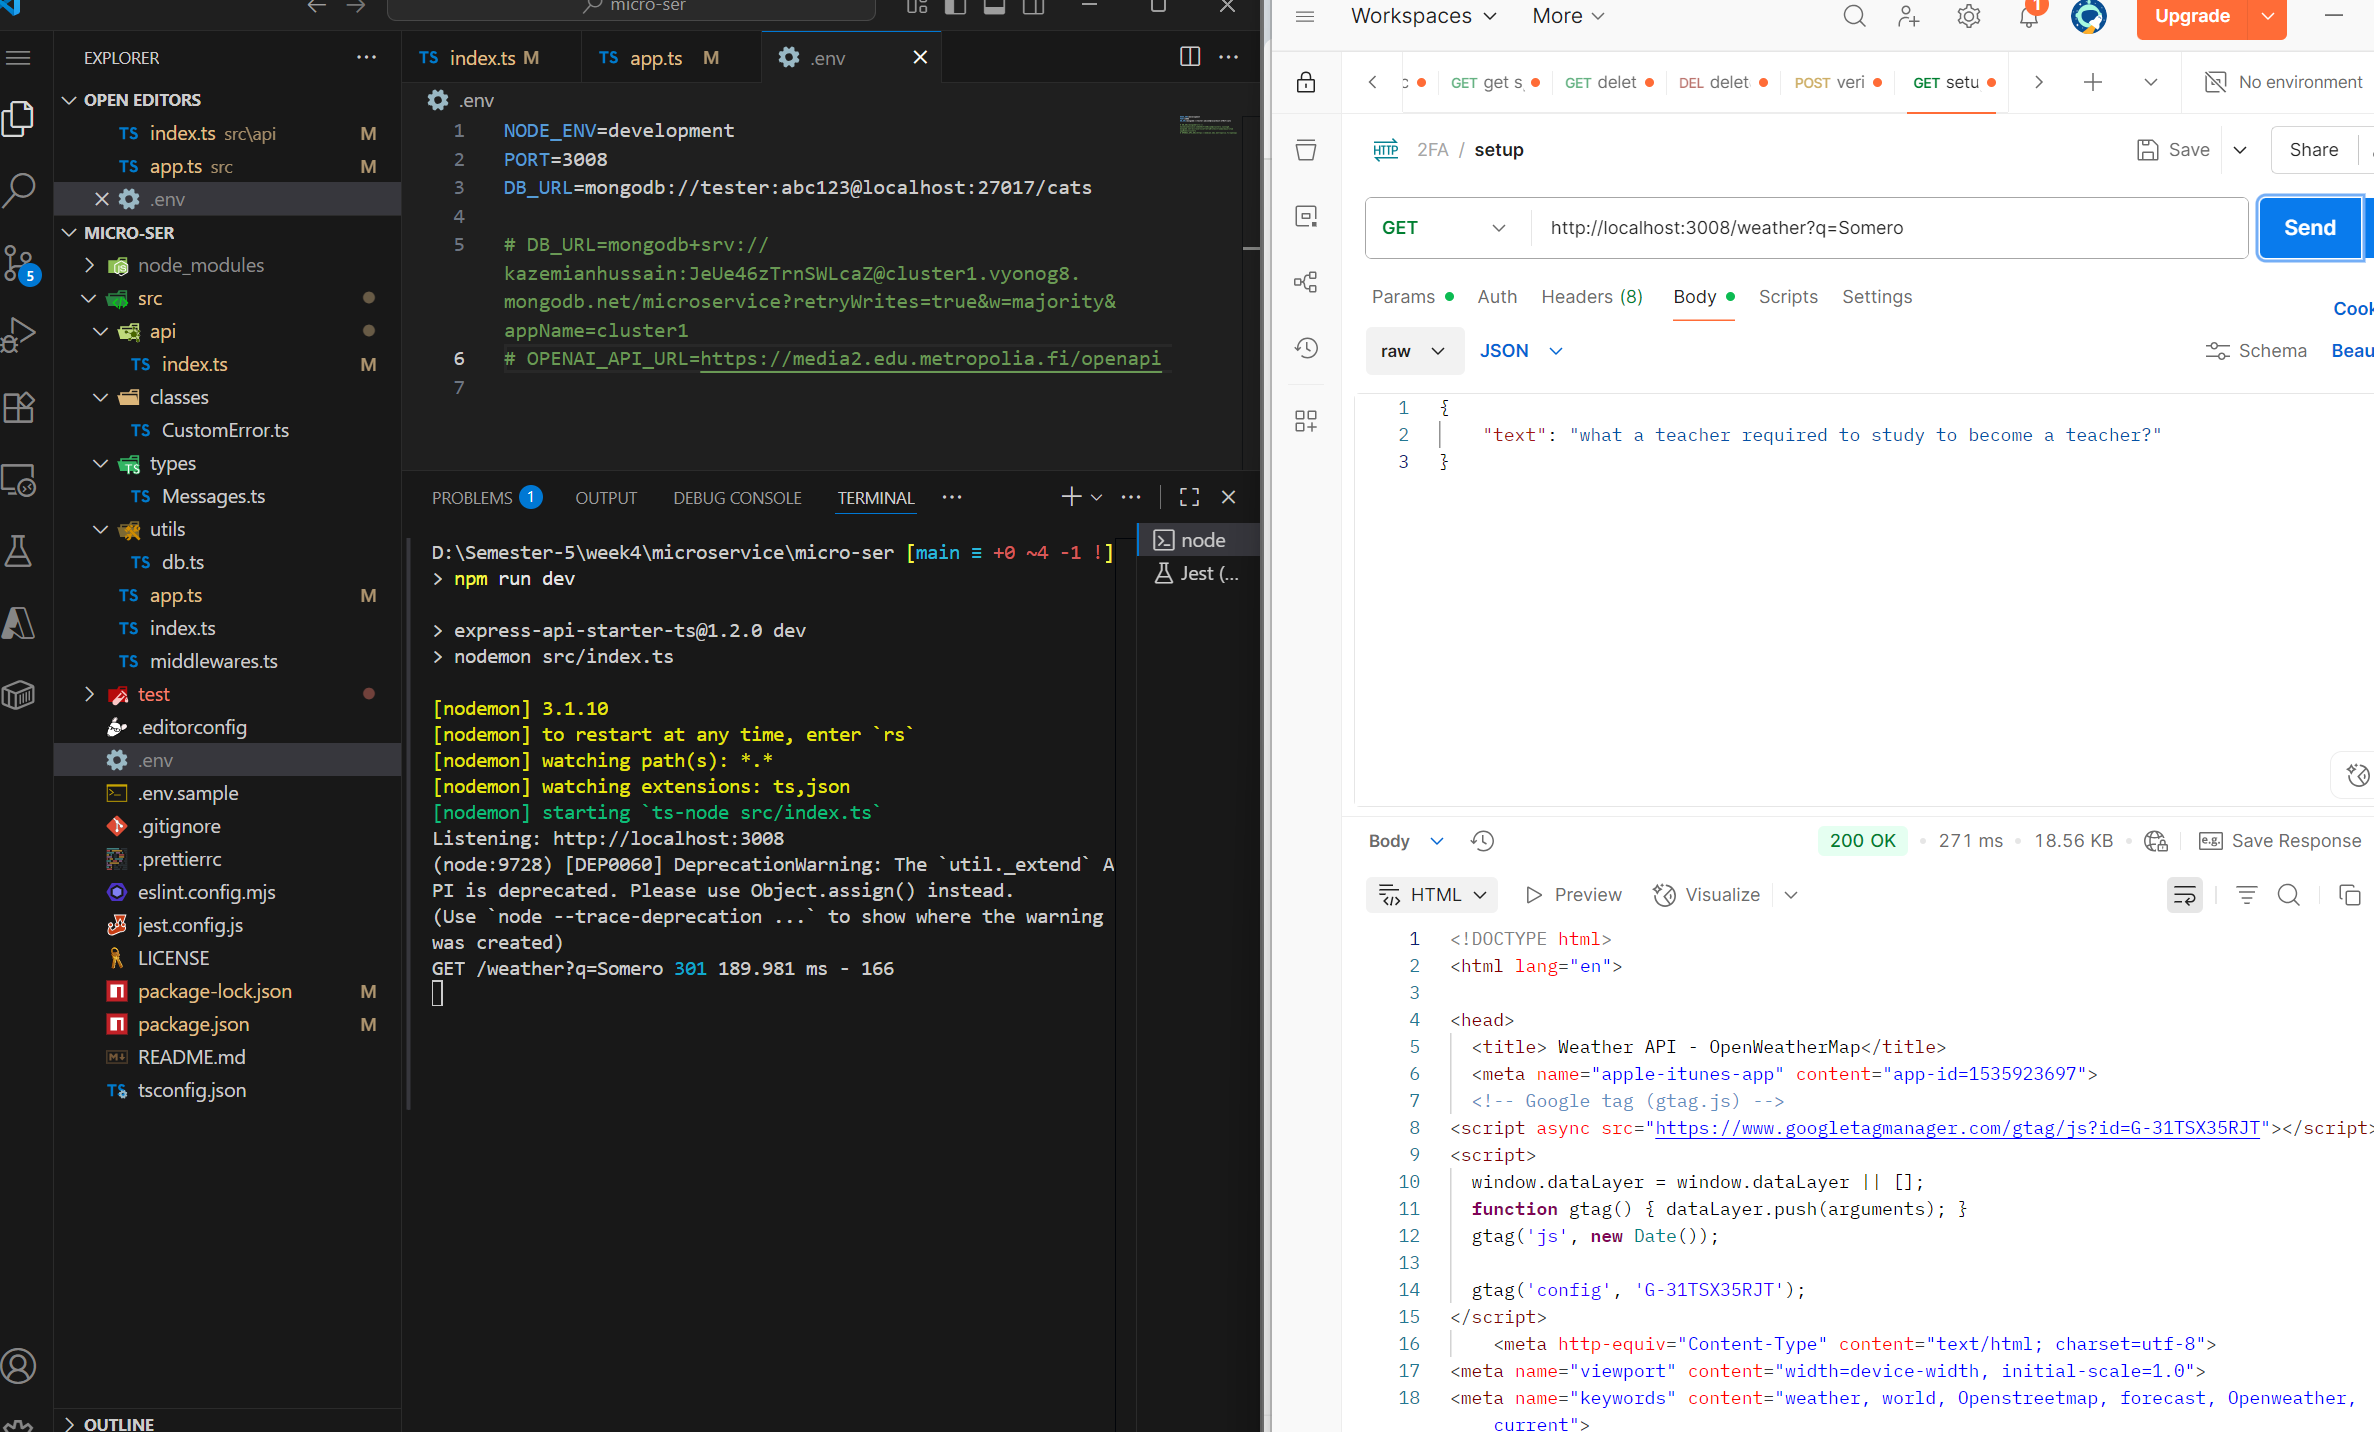 micro-ser
EXPLORER
OPEN EDITORS
TS index.ts src\api M
TS app.ts src M
.env
MICRO-SER
node_modules
src
api
TS index.ts M
classes
TS CustomError.ts
types
TS Messages.ts
utils
TS db.ts
TS app.ts M
TS index.ts
TS middlewares.ts
test
.editorconfig
.env
.env.sample
.gitignore
.prettierrc
eslint.config.mjs
jest.config.js
LICENSE
package-lock.json M
package.json M
README.md
TS tsconfig.json
OUTLINE
5
TS index.ts M
TS app.ts M
.env
.env
1 NODE_ENV=development
2 PORT=3008
3 DB_URL=mongodb://tester:abc123@localhost:27017/cats
4
5 # DB_URL=mongodb+srv://
kazemianhussain:JeUe46zTrnSWLcaZ@cluster1.vyonog8.
mongodb.net/microservice?retryWrites=true&w=majority&
appName=cluster1
6 # OPENAI_API_URL=https://media2.edu.metropolia.fi/openapi
7
PROBLEMS 1 OUTPUT DEBUG CONSOLE TERMINAL
node
Jest (...
D:\Semester-5\week4\microservice\micro-ser [main ≡ +0 ~4 -1 !]
> npm run dev
> express-api-starter-ts@1.2.0 dev
> nodemon src/index.ts
[nodemon] 3.1.10
[nodemon] to restart at any time, enter `rs`
[nodemon] watching path(s): *.*
[nodemon] watching extensions: ts,json
[nodemon] starting `ts-node src/index.ts`
Listening: http://localhost:3008
(node:9728) [DEP0060] DeprecationWarning: The `util._extend` A
PI is deprecated. Please use Object.assign() instead.
(Use `node --trace-deprecation ...` to show where the warning
was created)
GET /weather?q=Somero 301 189.981 ms - 166
Workspaces More 1 Upgrade
GET get s GET delet DEL delet POST veri GET setu No environment
HTTP 2FA / setup Save Share
GET http://localhost:3008/weather?q=Somero Send
Params Auth Headers (8) Body Scripts Settings
Cook
raw JSON Schema Beau
1 {
2 "text": "what a teacher required to study to become a teacher?"
3 }
Body 200 OK 271 ms 18.56 KB e.g. Save Response
HTML Preview Visualize
1 <!DOCTYPE html>
2 <html lang="en">
3
4 <head>
5 <title> Weather API - OpenWeatherMap</title>
6 <meta name="apple-itunes-app" content="app-id=1535923697">
7 <!-- Google tag (gtag.js) -->
8 <script async src="https://www.googletagmanager.com/gtag/js?id=G-31TSX35RJT"></script>
9 <script>
10 window.dataLayer = window.dataLayer || [];
11 function gtag() { dataLayer.push(arguments); }
12 gtag('js', new Date());
13
14 gtag('config', 'G-31TSX35RJT');
15 </script>
16 <meta http-equiv="Content-Type" content="text/html; charset=utf-8">
17 <meta name="viewport" content="width=device-width, initial-scale=1.0">
18 <meta name="keywords" content="weather, world, Openstreetmap, forecast, Openweather,
current">